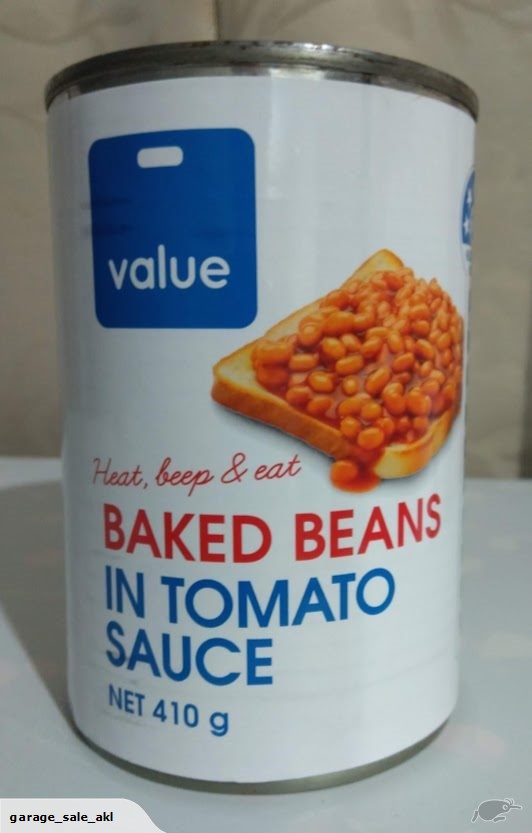 value
Heat, beep & eat
BAKED BEANS
IN TOMATO
SAUCE
NET 410 g
garage_sale_akl